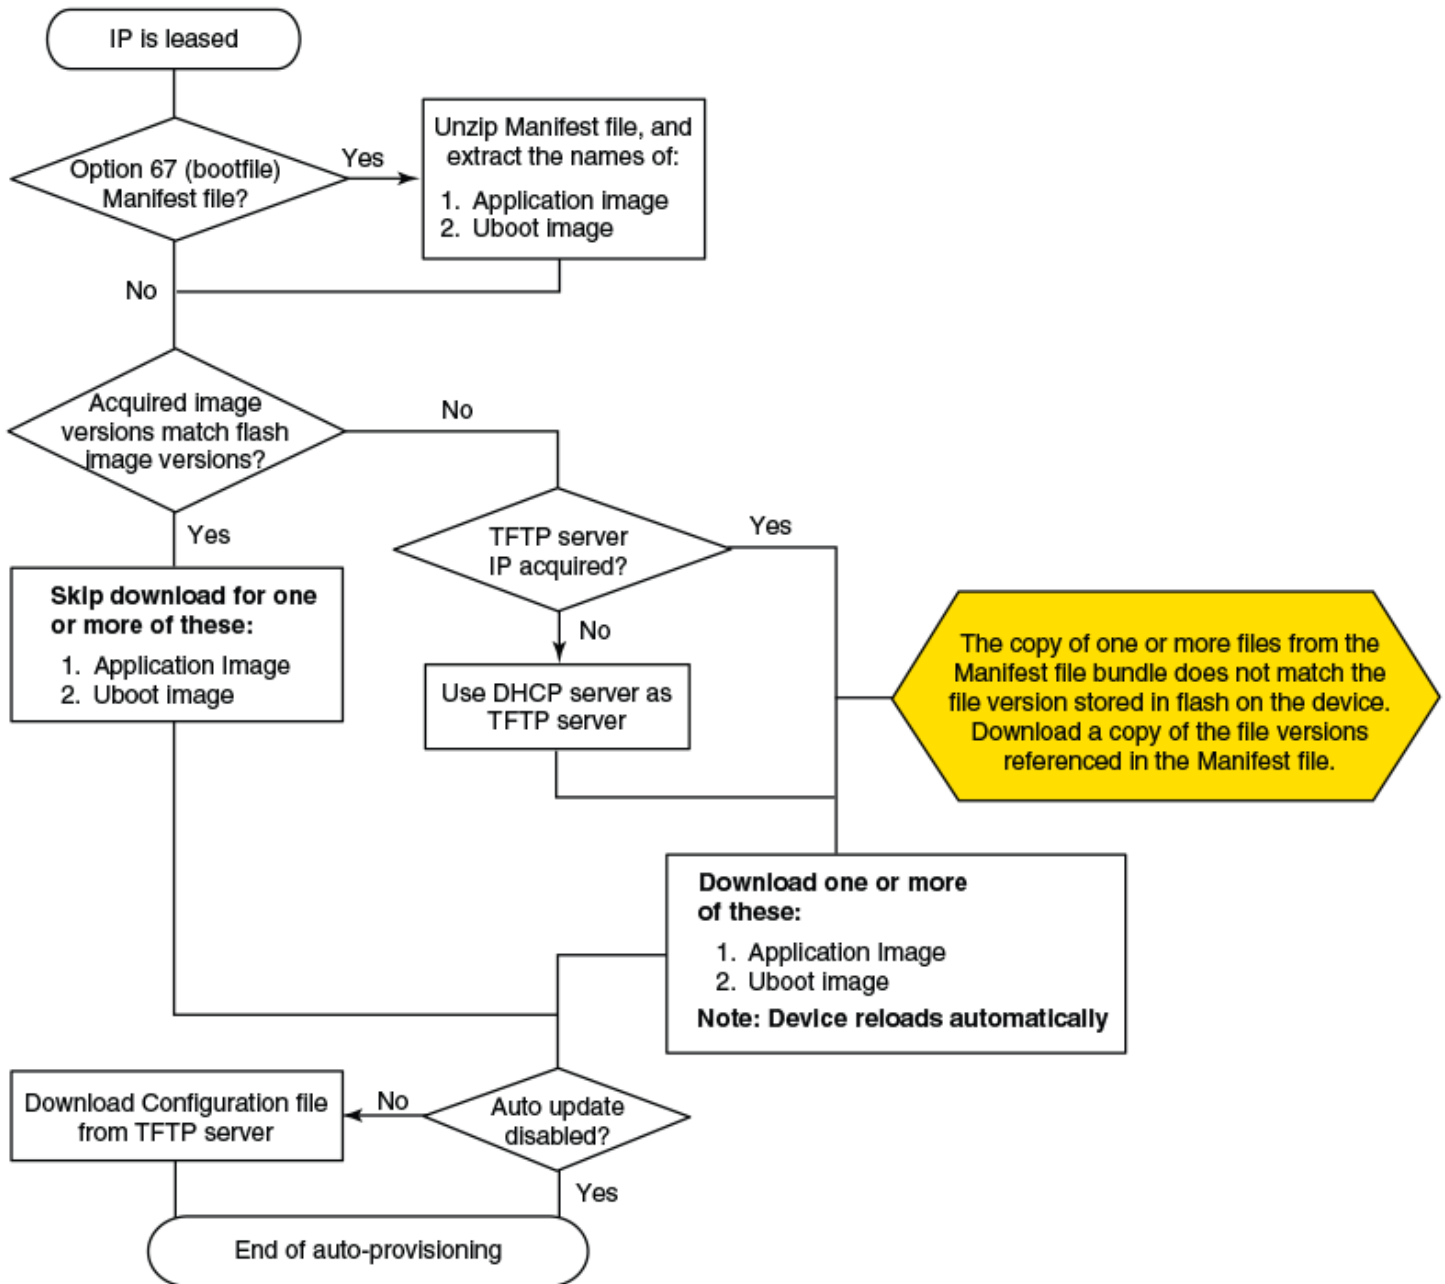 IP is leased
Option 67 (bootfile)
Manifest file?
Yes
Unzip Manifest file, and
extract the names of:
1. Application image
2. Uboot image
No
Acquired image
versions match flash
image versions?
No
Yes
TFTP server
IP acquired?
Yes
No
Skip download for one
or more of these:
1. Application Image
2. Uboot image
Use DHCP server as
TFTP server
The copy of one or more files from the
Manifest file bundle does not match the
file version stored in flash on the device.
Download a copy of the file versions
referenced in the Manifest file.
Download one or more
of these:
1. Application Image
2. Uboot image
Note: Device reloads automatically
Auto update
disabled?
No
Download Configuration file
from TFTP server
Yes
End of auto-provisioning